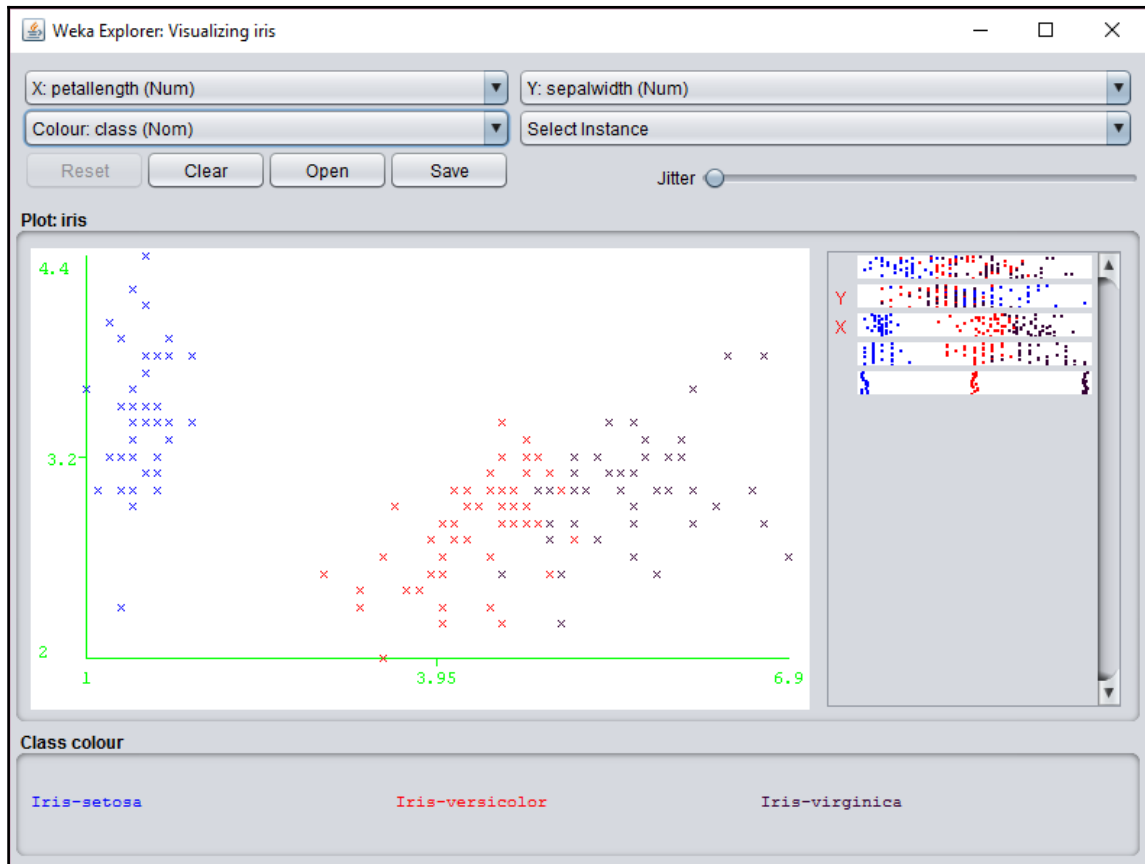 Weka Explorer: Visualizing iris
X: petallength (Num)
Y: sepalwidth (Num)
Colour: class (Nom)
Select Instance
Reset
Clear
Open
Save
Jitter
Plot: iris
4.4
3.2
2
1
3.95
6.9
Y
X
Class colour
Iris-setosa
Iris-versicolor
Iris-virginica